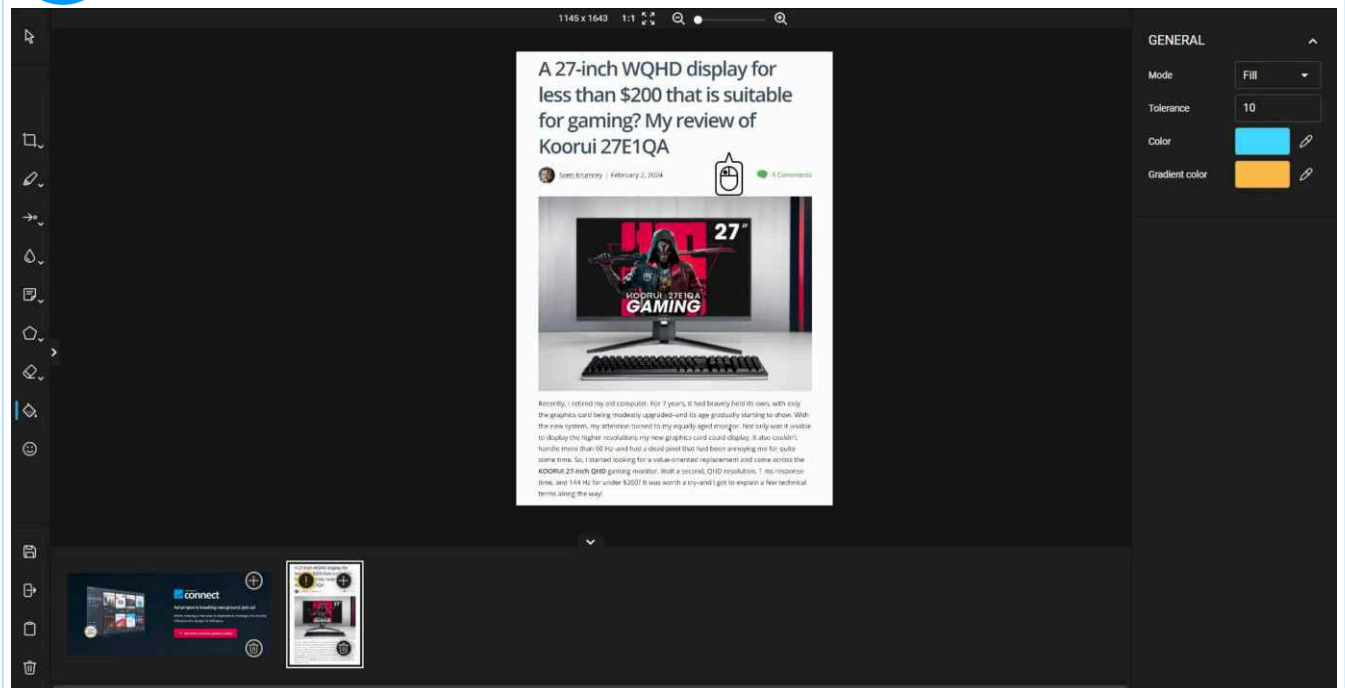 1145 x 1643 1:1
GENERAL
Mode Fill
Tolerance 10
Color
Gradient color
A 27-inch WQHD display for
less than $200 that is suitable
for gaming? My review of
Koorui 27E1QA
Sven Krumrey | February 2, 2024 4 Comments
27"
KOORUI 27E1QA
GAMING
Recently, I retired my old computer. For 7 years, it had bravely held its own, with only
the graphics card being modestly upgraded–and its age gradually starting to show. With
the new system, my attention turned to my equally aged monitor. Not only was it unable
to display the higher resolutions my new graphics card could display, it also couldn't
handle more than 60 Hz–and had a dead pixel that had been annoying me for quite
some time. So, I started looking for a value-oriented replacement and came across the
KOORUI 27-inch QHD gaming monitor. Wait a second, QHD resolution, 1 ms response
time, and 144 Hz for under $200? It was worth a try–and I got to explain a few technical
terms along the way!
connect